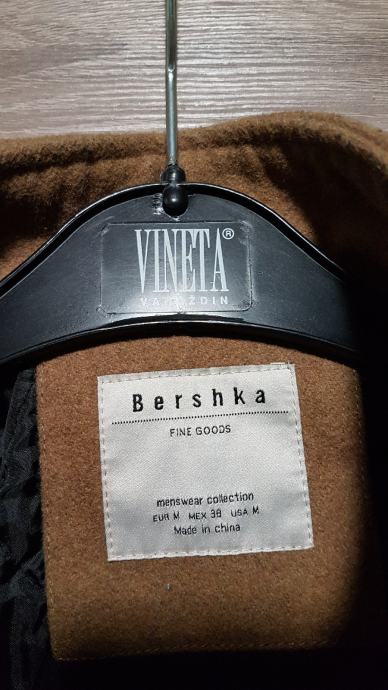 VINETA®
VARAŽDIN
Bershka
FINE GOODS
menswear collection
EUR M MEX 38 USA M
Made in China